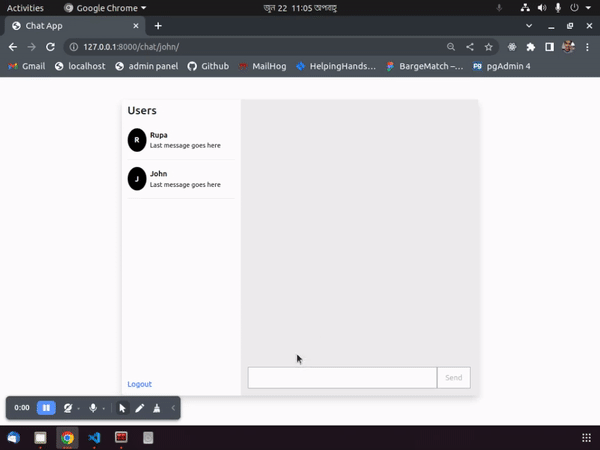 Activities
Google Chrome
জুন 22 11:05 অপরাহ্ণ
Chat App
127.0.0.1:8000/chat/john/
Gmail
localhost
admin panel
Github
MailHog
HelpingHands…
BargeMatch –…
pgAdmin 4
Users
R
Rupa
Last message goes here
J
John
Last message goes here
Send
Logout
0:00